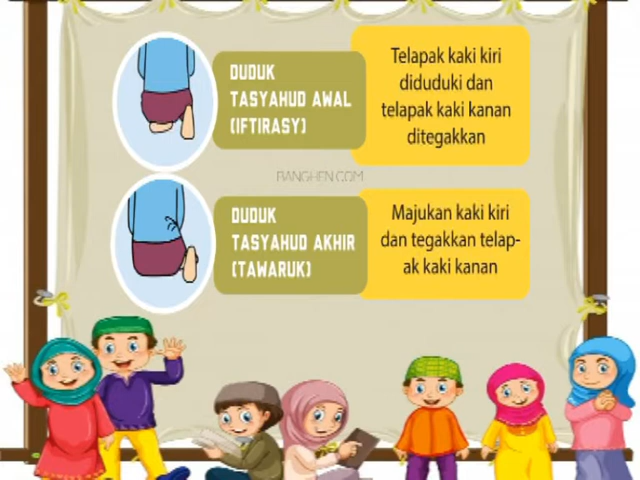 DUDUK
TASYAHUD AWAL
(IFTIRASY)
Telapak kaki kiri
diduduki dan
telapak kaki kanan
ditegakkan
BANGHEN.COM
DUDUK
TASYAHUD AKHIR
(TAWARUK)
Majukan kaki kiri
dan tegakkan telap-
ak kaki kanan